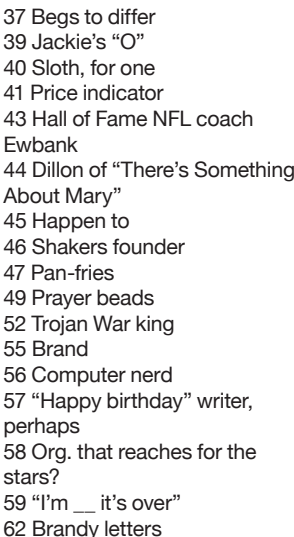 37 Begs to differ
39 Jackie’s “O”
40 Sloth, for one
41 Price indicator
43 Hall of Fame NFL coach
Ewbank
44 Dillon of “There’s Something
About Mary”
45 Happen to
46 Shakers founder
47 Pan-fries
49 Prayer beads
52 Trojan War king
55 Brand
56 Computer nerd
57 “Happy birthday” writer,
perhaps
58 Org. that reaches for the
stars?
59 “I’m __ it’s over”
62 Brandy letters